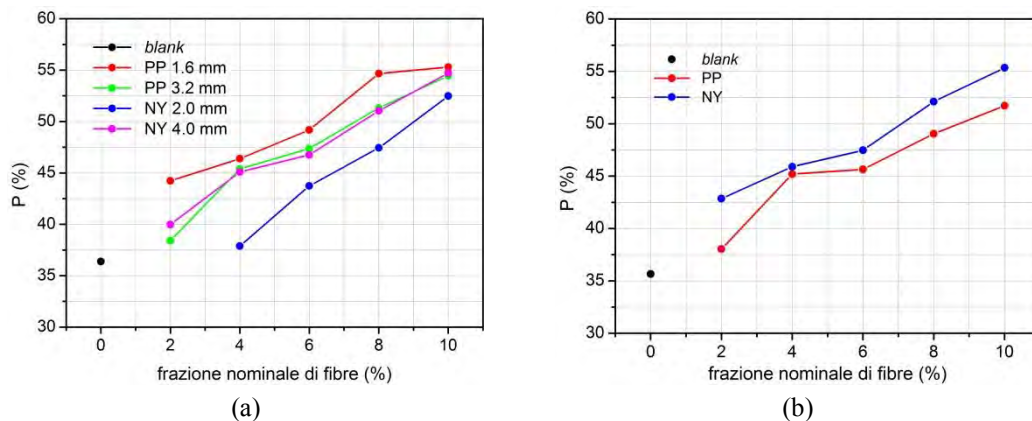 60
55
50
45
40
35
30
P (%)
blank
PP 1.6 mm
PP 3.2 mm
NY 2.0 mm
NY 4.0 mm
0 2 4 6 8 10
frazione nominale di fibre (%)
(a)
60
55
50
45
40
35
30
P (%)
blank
PP
NY
0 2 4 6 8 10
frazione nominale di fibre (%)
(b)